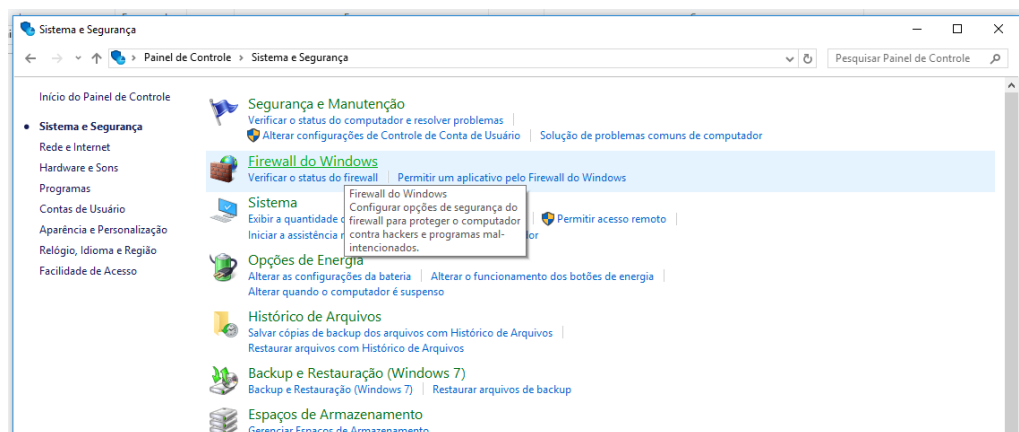 Sistema e Segurança
Painel de Controle > Sistema e Segurança
Pesquisar Painel de Controle
Início do Painel de Controle
Sistema e Segurança
Rede e Internet
Hardware e Sons
Programas
Contas de Usuário
Aparência e Personalização
Relógio, Idioma e Região
Facilidade de Acesso
Segurança e Manutenção
Verificar o status do computador e resolver problemas
Alterar configurações de Controle de Conta de Usuário
Solução de problemas comuns de computador
Firewall do Windows
Verificar o status do firewall
Permitir um aplicativo pelo Firewall do Windows
Firewall do Windows
Configurar opções de segurança do
firewall para proteger o computador
contra hackers e programas mal-
intencionados.
Sistema
Exibir a quantidade
Permitir acesso remoto
Iniciar a assistência
Opções de Energia
Alterar as configurações da bateria
Alterar o funcionamento dos botões de energia
Alterar quando o computador é suspenso
Histórico de Arquivos
Salvar cópias de backup dos arquivos com Histórico de Arquivos
Restaurar arquivos com Histórico de Arquivos
Backup e Restauração (Windows 7)
Backup e Restauração (Windows 7)
Restaurar arquivos de backup
Espaços de Armazenamento
Gerenciar Espaços de Armazenamento